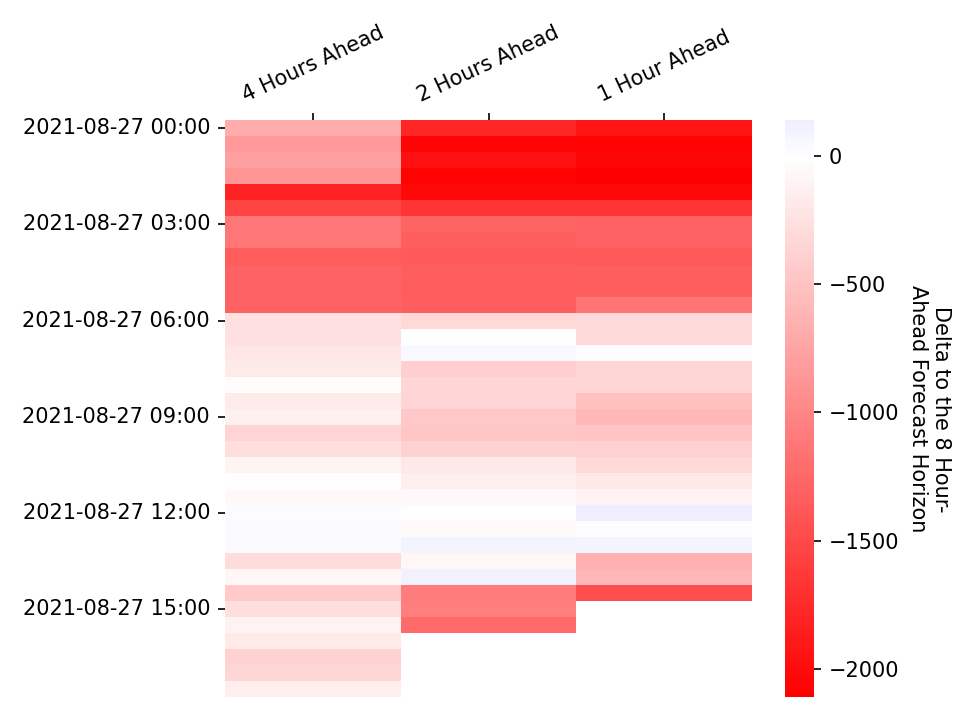 4 Hours Ahead
2 Hours Ahead
1 Hour Ahead
2021-08-27 00:00
2021-08-27 03:00
2021-08-27 06:00
2021-08-27 09:00
2021-08-27 12:00
2021-08-27 15:00
0
−500
−1000
−1500
−2000
Delta to the 8 Hour-
Ahead Forecast Horizon